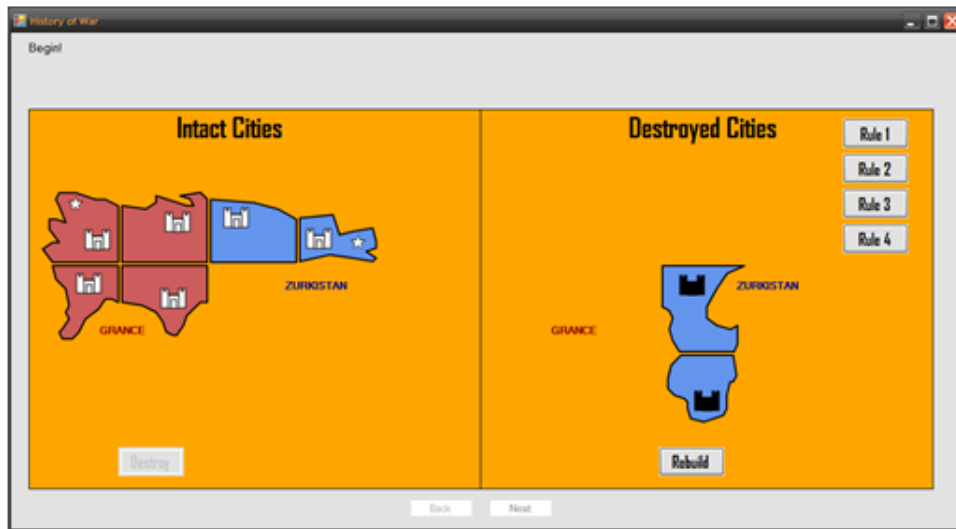 History of War
Begin!
Intact Cities
Destroyed Cities
Rule 1
Rule 2
Rule 3
Rule 4
ZURKISTAN
GRANCE
ZURKISTAN
GRANCE
Destroy
Rebuild
Back
Next